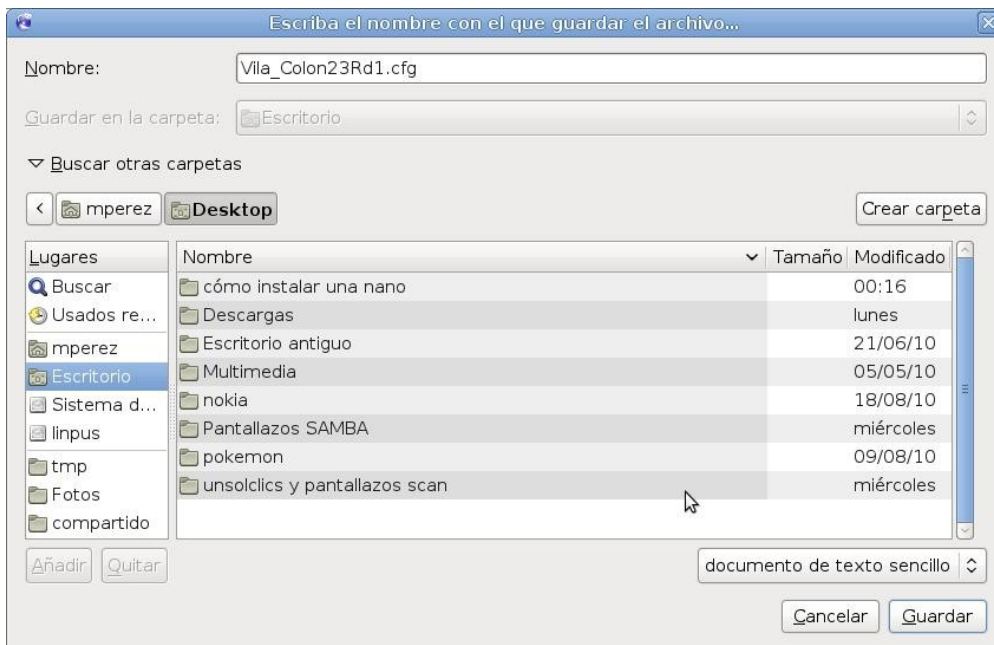 Escriba el nombre con el que guardar el archivo...
Nombre: Vila_Colon23Rd1.cfg
Guardar en la carpeta: Escritorio
Buscar otras carpetas
mperez Desktop Crear carpeta
Lugares Nombre Tamaño Modificado
Buscar cómo instalar una nano 00:16
Usados re... Descargas lunes
mperez Escritorio antiguo 21/06/10
Escritorio Multimedia 05/05/10
Sistema d... nokia 18/08/10
linpus Pantallazos SAMBA miércoles
tmp pokemon 09/08/10
Fotos unsolclics y pantallazos scan miércoles
compartido
Añadir Quitar documento de texto sencillo
Cancelar Guardar